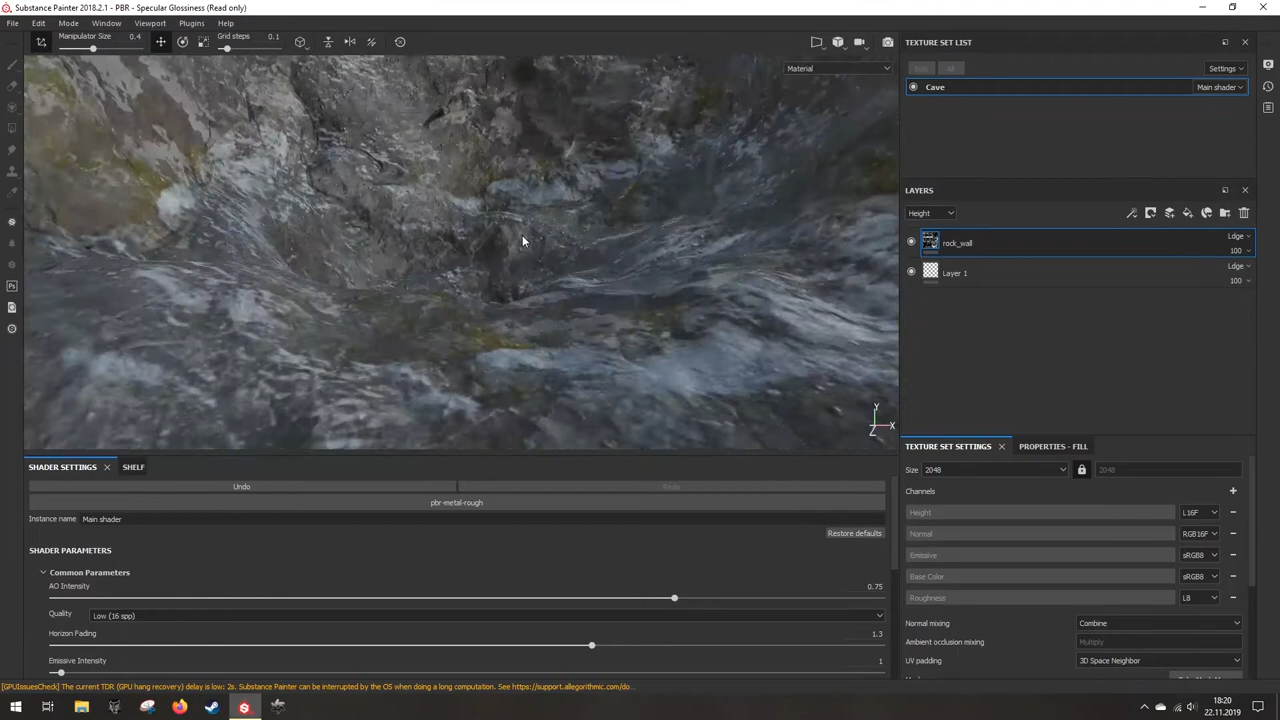 Substance Painter 2018.2.1 - PBR - Specular Glossiness (Read only)
File Edit Mode Window Viewport Plugins Help
Manipulator Size 0.4 Grid steps 0.1
Material
TEXTURE SET LIST
Settings
Cave Main shader
LAYERS
Height
rock_wall Ldge
100
Layer 1 Ldge
100
X
Y
Z
TEXTURE SET SETTINGS PROPERTIES - FILL
Size 2048 2048
Channels
Height L16F
Normal RGB16F
Emissive sRGB8
Base Color sRGB8
Roughness L8
Normal mixing Combine
Ambient occlusion mixing Multiply
UV padding 3D Space Neighbor
SHADER SETTINGS SHELF
Undo Redo
pbr-metal-rough
Instance name Main shader
Restore defaults
SHADER PARAMETERS
Common Parameters
AO Intensity 0.75
Quality Low (16 spp)
Horizon Fading 1.3
Emissive Intensity 1
[GPUIssuesCheck] The current TDR (GPU hang recovery) delay is low: 2s. Substance Painter can be interrupted by the OS when doing a long computation. See https://support.allegorithmic.com/do...
Ps
18:20
22.11.2019